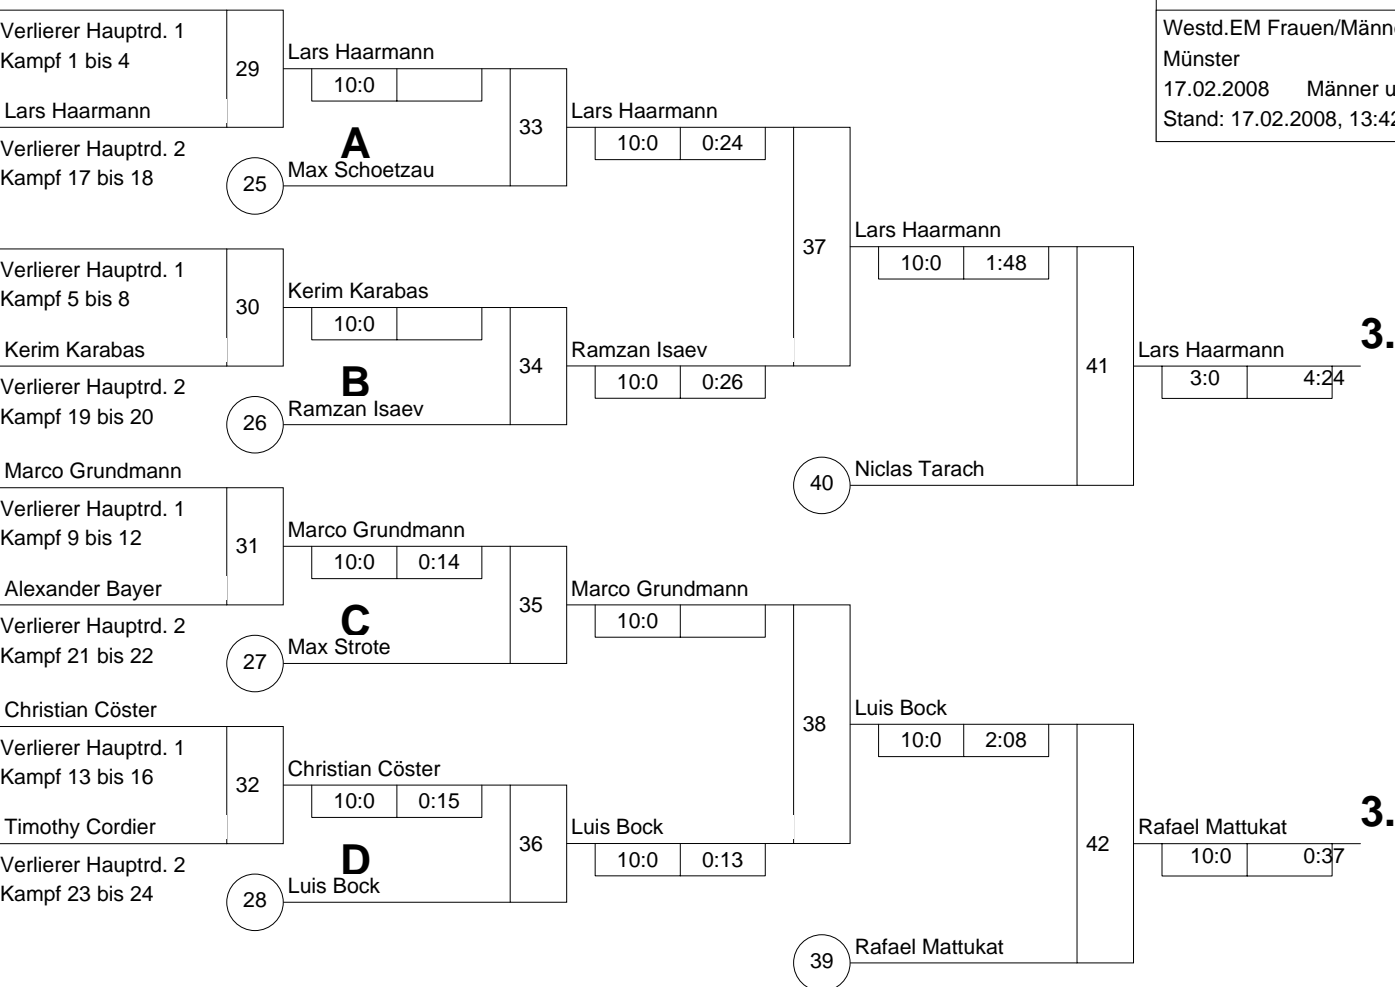 Westd.EM Frauen/Männe
Münster
17.02.2008 Männer u
Stand: 17.02.2008, 13:42
Verlierer Hauptrd. 1
Kampf 1 bis 4
29
Lars Haarmann
10:0
Lars Haarmann
Verlierer Hauptrd. 2
Kampf 17 bis 18
A
25
Max Schoetzau
33
Lars Haarmann
10:0 0:24
Verlierer Hauptrd. 1
Kampf 5 bis 8
30
Kerim Karabas
10:0
Kerim Karabas
Verlierer Hauptrd. 2
Kampf 19 bis 20
B
26
Ramzan Isaev
34
Ramzan Isaev
10:0 0:26
37
Lars Haarmann
10:0 1:48
Marco Grundmann
Verlierer Hauptrd. 1
Kampf 9 bis 12
31
Marco Grundmann
10:0 0:14
Alexander Bayer
Verlierer Hauptrd. 2
Kampf 21 bis 22
C
27
Max Strote
35
Marco Grundmann
10:0
Christian Cöster
Verlierer Hauptrd. 1
Kampf 13 bis 16
32
Christian Cöster
10:0 0:15
Timothy Cordier
Verlierer Hauptrd. 2
Kampf 23 bis 24
D
28
Luis Bock
36
Luis Bock
10:0 0:13
38
Luis Bock
10:0 2:08
40
Niclas Tarach
41
Lars Haarmann
3.
3:0 4:24
39
Rafael Mattukat
42
Rafael Mattukat
3.
10:0 0:37